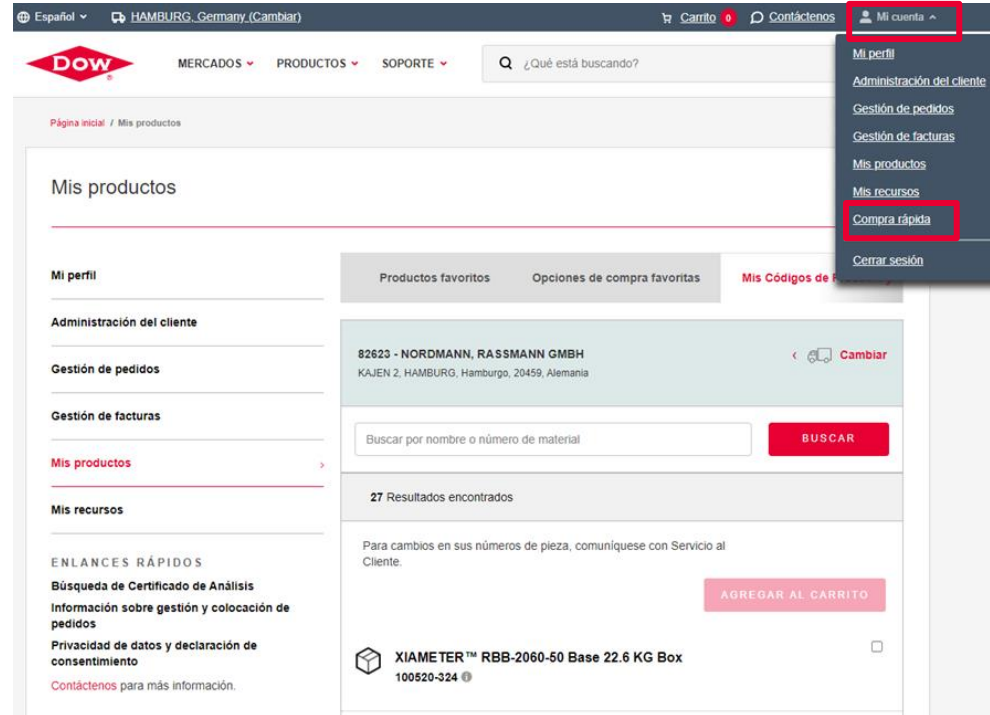 Español
HAMBURG, Germany (Cambiar)
Carrito 0
Contáctenos
Mi cuenta
DOW
MERCADOS
PRODUCTOS
SOPORTE
¿Qué está buscando?
Mi perfil
Administración del cliente
Gestión de pedidos
Gestión de facturas
Mis productos
Mis recursos
Compra rápida
Cerrar sesión
Página inicial / Mis productos
Mis productos
Mi perfil
Administración del cliente
Gestión de pedidos
Gestión de facturas
Mis productos
Mis recursos
ENLANCES RÁPIDOS
Búsqueda de Certificado de Análisis
Información sobre gestión y colocación de
pedidos
Privacidad de datos y declaración de
consentimiento
Contáctenos para más información.
Productos favoritos
Opciones de compra favoritas
Mis Códigos de
82623 - NORDMANN, RASSMANN GMBH
KAJEN 2, HAMBURG, Hamburgo, 20459, Alemania
Cambiar
Buscar por nombre o número de material
BUSCAR
27 Resultados encontrados
Para cambios en sus números de pieza, comuníquese con Servicio al
Cliente.
AGREGAR AL CARRITO
XIAMETER™ RBB-2060-50 Base 22.6 KG Box
100520-324